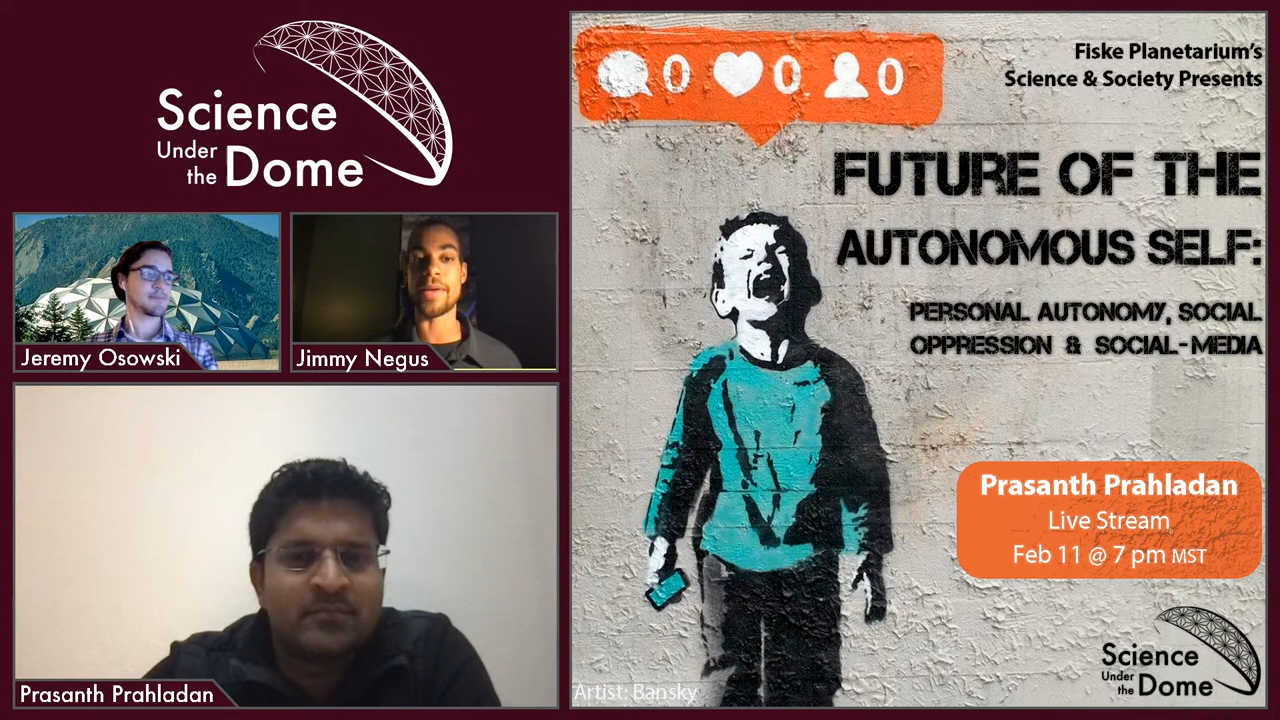 Science
Under
the Dome
Jeremy Osowski
Jimmy Negus
Prasanth Prahladan
0 0 0
Fiske Planetarium's
Science & Society Presents
FUTURE OF THE
AUTONOMOUS SELF:
PERSONAL AUTONOMY, SOCIAL
OPPRESSION & SOCIAL-MEDIA
Prasanth Prahladan
Live Stream
Feb 11 @ 7 pm MST
Artist: Bansky
Science
Under
the Dome